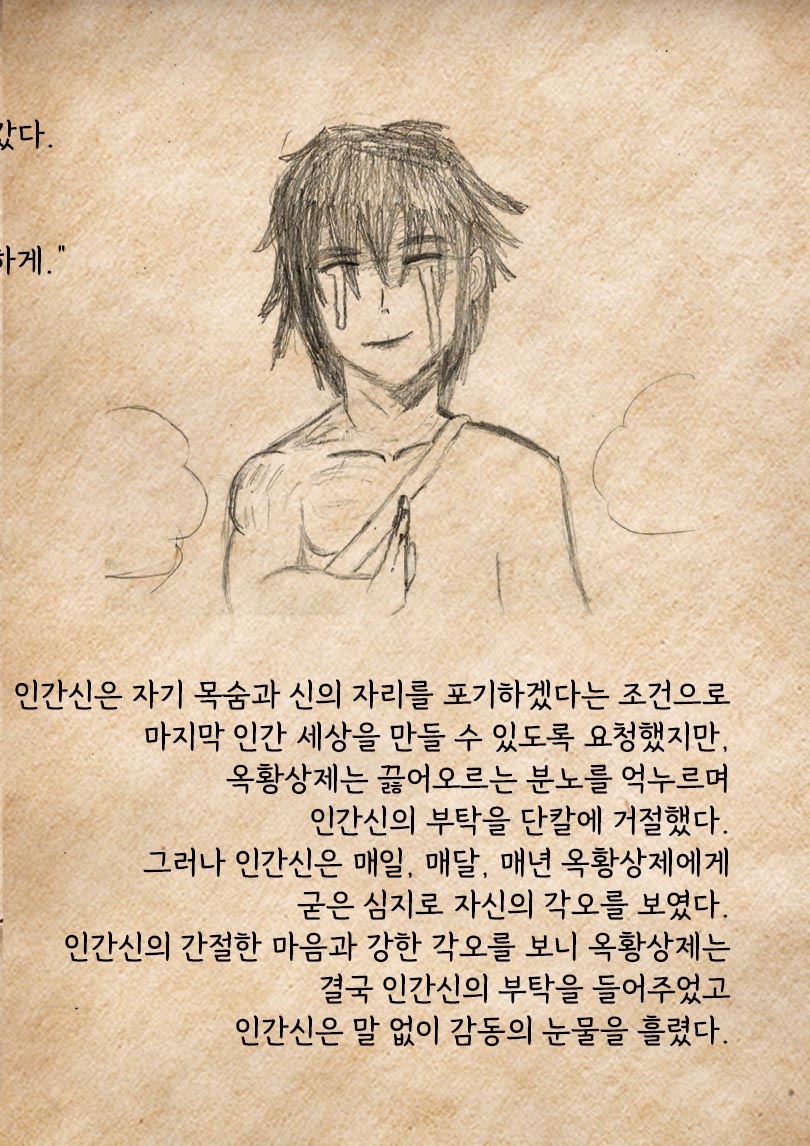 갔다.
하게."
인간신은 자기 목숨과 신의 자리를 포기하겠다는 조건으로
마지막 인간 세상을 만들 수 있도록 요청했지만,
옥황상제는 끓어오르는 분노를 억누르며
인간신의 부탁을 단칼에 거절했다.
그러나 인간신은 매일, 매달, 매년 옥황상제에게
굳은 심지로 자신의 각오를 보였다.
인간신의 간절한 마음과 강한 각오를 보니 옥황상제는
결국 인간신의 부탁을 들어주었고
인간신은 말 없이 감동의 눈물을 흘렸다.